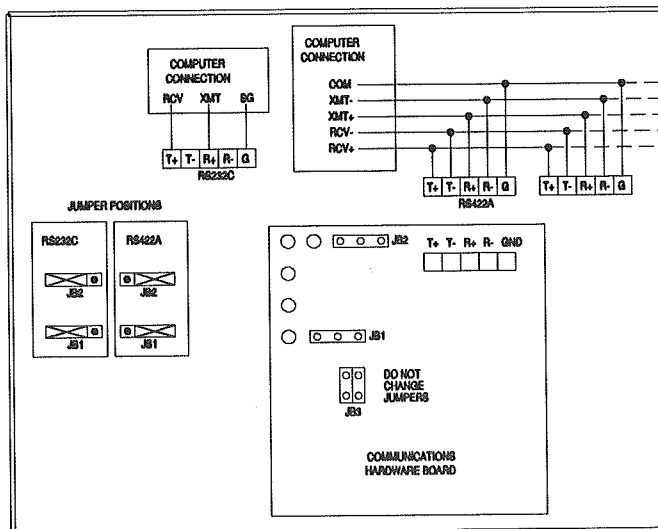 COMPUTER
CONNECTION
RCV XMT SG
T+ T- R+ R- G
RS232C
COMPUTER
CONNECTION
COM
XMT-
XMT+
RCV-
RCV+
T+ T- R+ R- G
RS422A
T+ T- R+ R- G
JUMPER POSITIONS
RS232C
JB2
JB1
RS422A
JB2
JB1
JB2
T+ T- R+ R- GND
JB1
JB3
DO NOT
CHANGE
JUMPERS
COMMUNICATIONS
HARDWARE BOARD